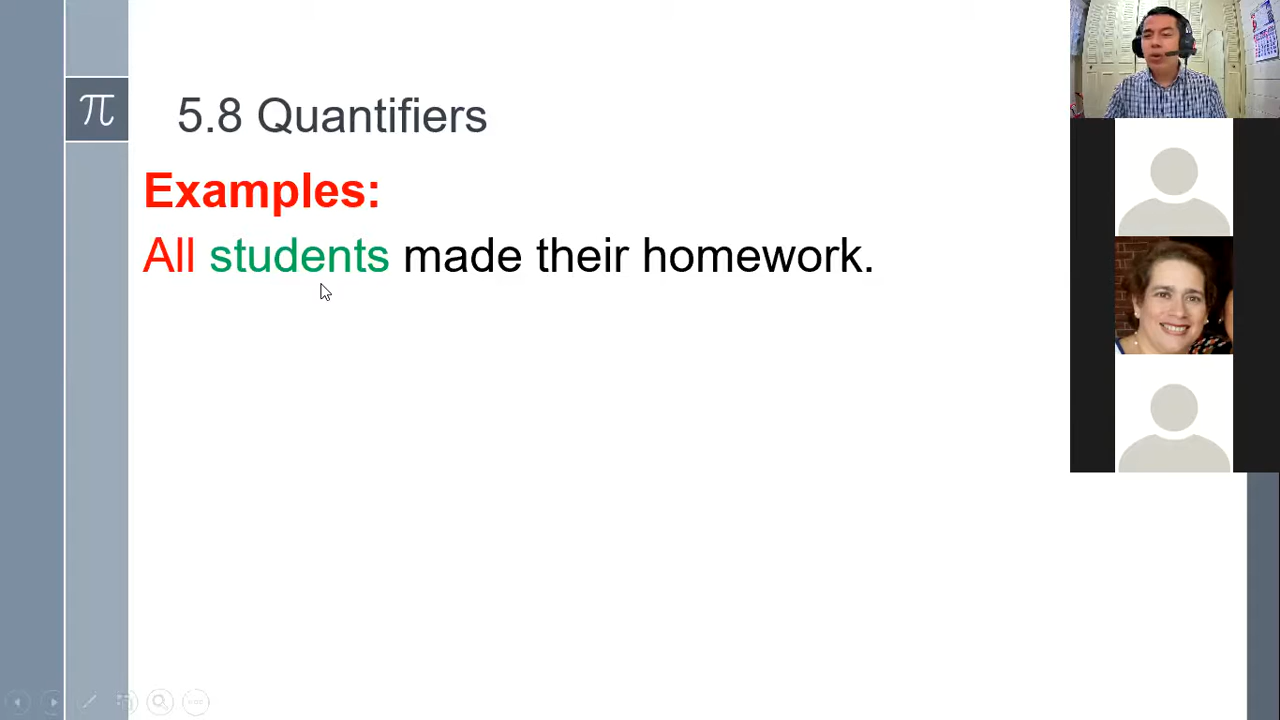 π
5.8 Quantifiers
Examples:
All students made their homework.